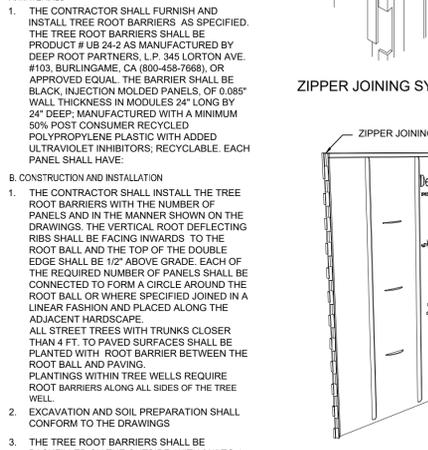 1. THE CONTRACTOR SHALL FURNISH AND
INSTALL TREE ROOT BARRIERS AS SPECIFIED.
THE TREE ROOT BARRIERS SHALL BE
PRODUCT # UB 24-2 AS MANUFACTURED BY
DEEP ROOT PARTNERS, L.P. 345 LORTON AVE.
#103, BURLINGAME, CA (800-458-7668), OR
APPROVED EQUAL. THE BARRIER SHALL BE
BLACK, INJECTION MOLDED PANELS, OF 0.085"
WALL THICKNESS IN MODULES 24" LONG BY
24" DEEP; MANUFACTURED WITH A MINIMUM
50% POST CONSUMER RECYCLED
POLYPROPYLENE PLASTIC WITH ADDED
ULTRAVIOLET INHIBITORS; RECYCLABLE. EACH
PANEL SHALL HAVE:
B. CONSTRUCTION AND INSTALLATION
1. THE CONTRACTOR SHALL INSTALL THE TREE
ROOT BARRIERS WITH THE NUMBER OF
PANELS AND IN THE MANNER SHOWN ON THE
DRAWINGS. THE VERTICAL ROOT DEFLECTING
RIBS SHALL BE FACING INWARDS TO THE
ROOT BALL AND THE TOP OF THE DOUBLE
EDGE SHALL BE 1/2" ABOVE GRADE. EACH OF
THE REQUIRED NUMBER OF PANELS SHALL BE
CONNECTED TO FORM A CIRCLE AROUND THE
ROOT BALL OR WHERE SPECIFIED JOINED IN A
LINEAR FASHION AND PLACED ALONG THE
ADJACENT HARDSCAPE.
ALL STREET TREES WITH TRUNKS CLOSER
THAN 4 FT. TO PAVED SURFACES SHALL BE
PLANTED WITH ROOT BARRIER BETWEEN THE
ROOT BALL AND PAVING.
PLANTINGS WITHIN TREE WELLS REQUIRE
ROOT BARRIERS ALONG ALL SIDES OF THE TREE
WELL.
2. EXCAVATION AND SOIL PREPARATION SHALL
CONFORM TO THE DRAWINGS
3. THE TREE ROOT BARRIERS SHALL BE
ZIPPER JOINING SY
ZIPPER JOINING
De